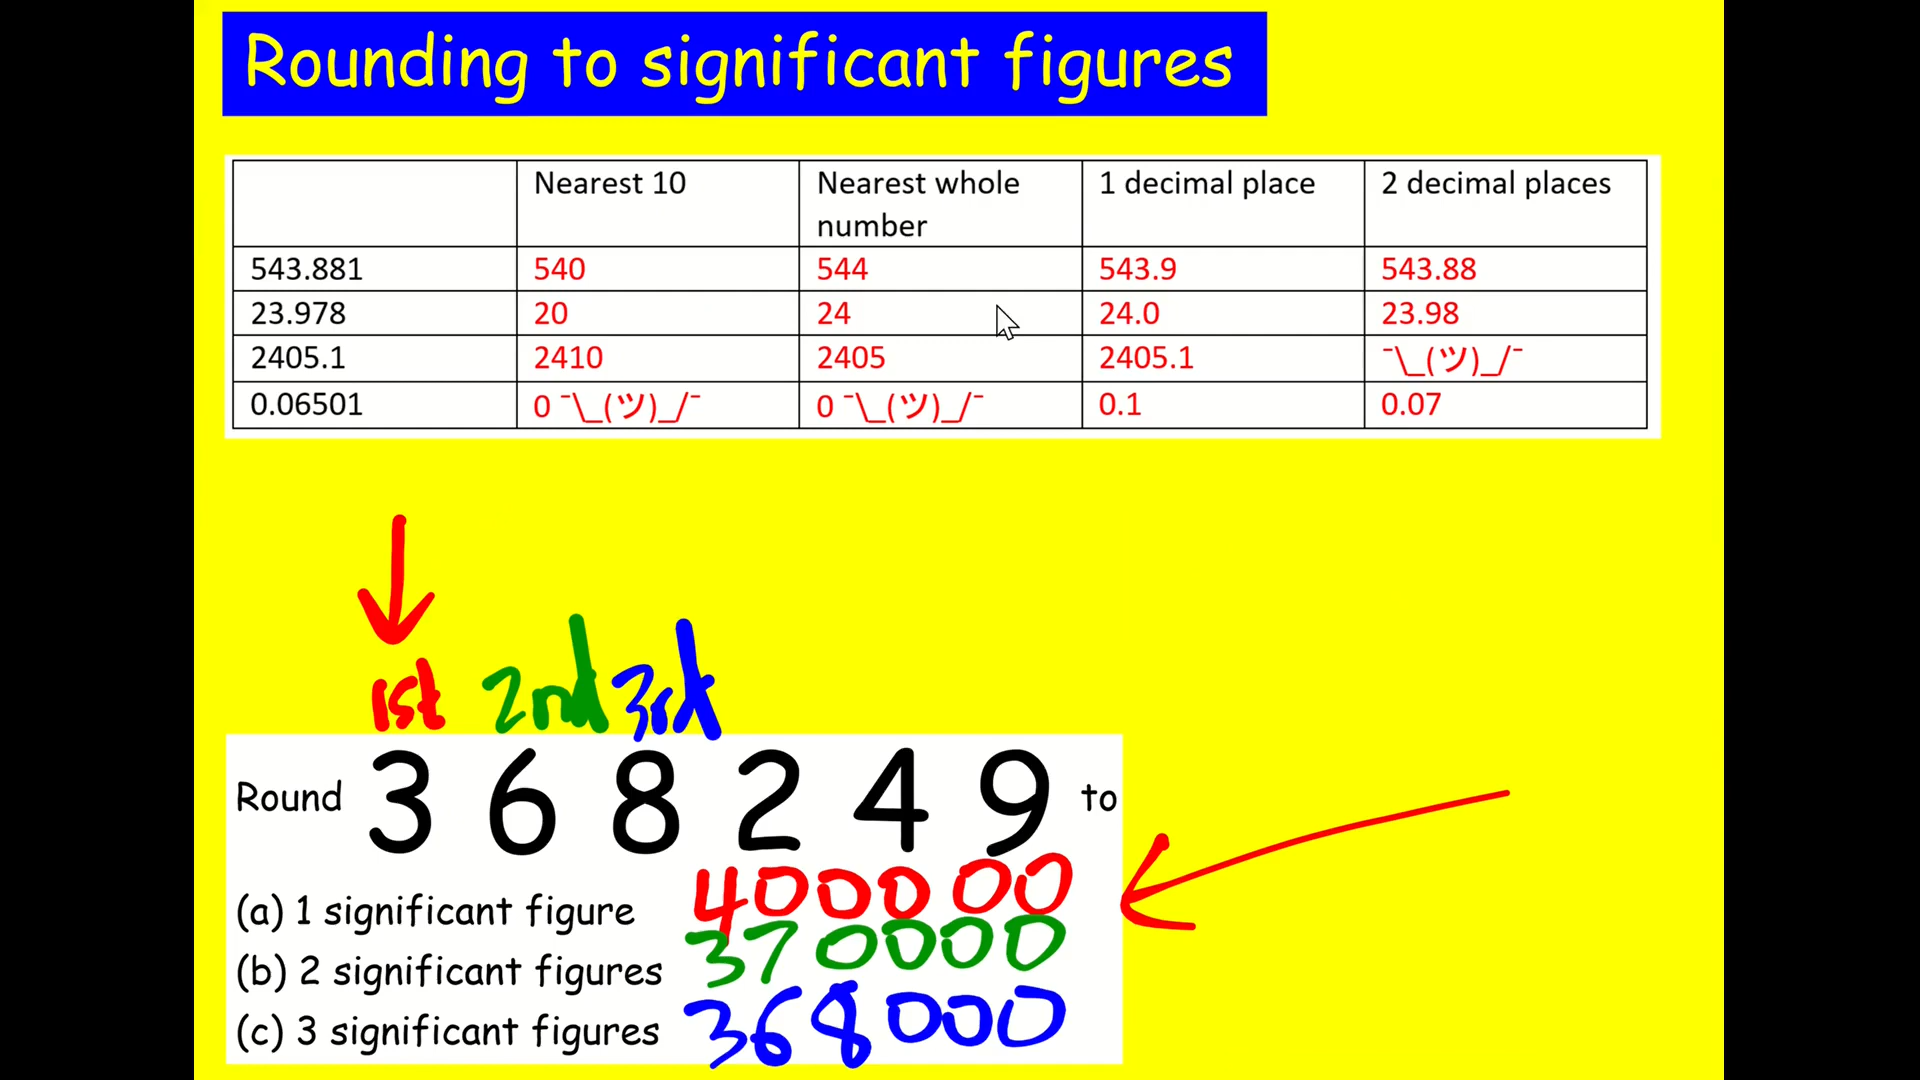 Rounding to significant figures
Nearest 10 Nearest whole number 1 decimal place 2 decimal places
543.881 540 544 543.9 543.88
23.978 20 24 24.0 23.98
2405.1 2410 2405 2405.1 ¯\_(ツ)_/¯
0.06501 0 ¯\_(ツ)_/¯ 0 ¯\_(ツ)_/¯ 0.1 0.07
1st 2nd 3rd
Round 3 6 8 2 4 9 to
(a) 1 significant figure 400000
(b) 2 significant figures 370000
(c) 3 significant figures 368000